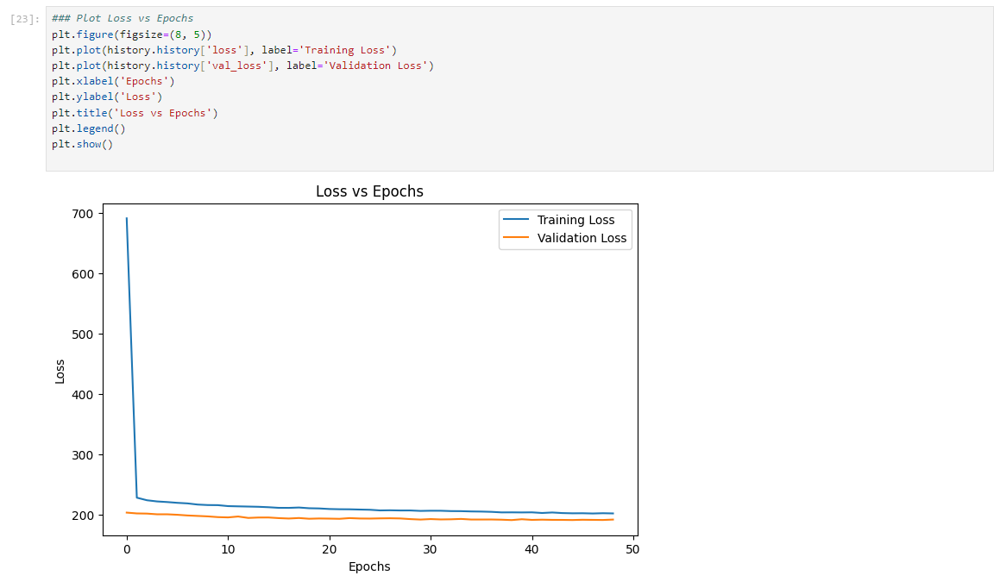 [23]:
### Plot Loss vs Epochs
plt.figure(figsize=(8, 5))
plt.plot(history.history['loss'], label='Training Loss')
plt.plot(history.history['val_loss'], label='Validation Loss')
plt.xlabel('Epochs')
plt.ylabel('Loss')
plt.title('Loss vs Epochs')
plt.legend()
plt.show()
Loss vs Epochs
Training Loss
Validation Loss
700
600
500
400
300
200
Loss
0 10 20 30 40 50
Epochs